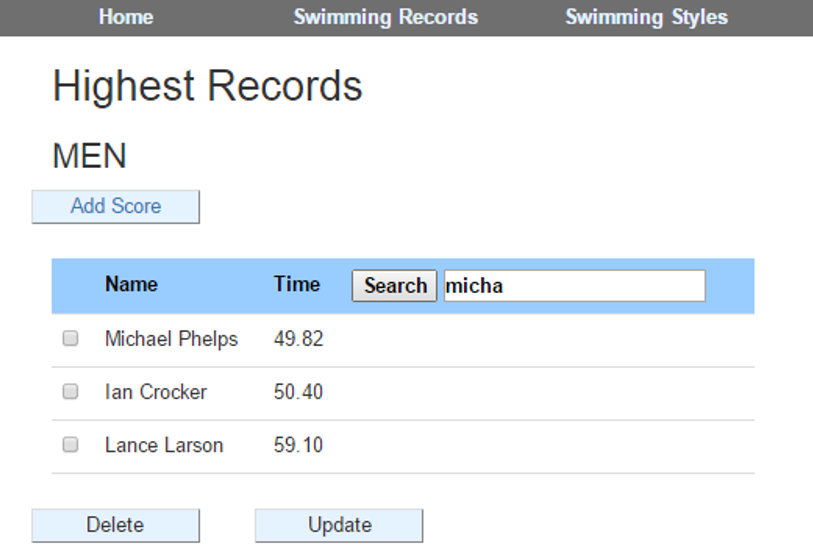 Home Swimming Records Swimming Styles
Highest Records
MEN
Add Score
Name Time Search micha
Michael Phelps 49.82
Ian Crocker 50.40
Lance Larson 59.10
Delete Update